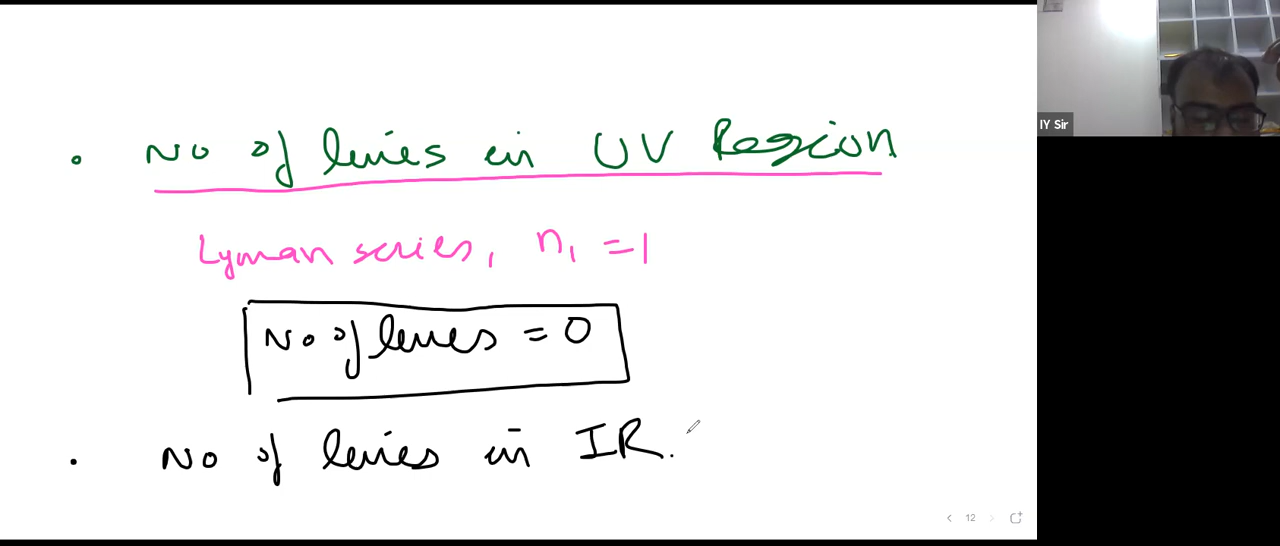 • No of lines in UV Region
Lyman series, n₁ = 1
No of lines = 0
• No of lines in IR.
IY Sir
12